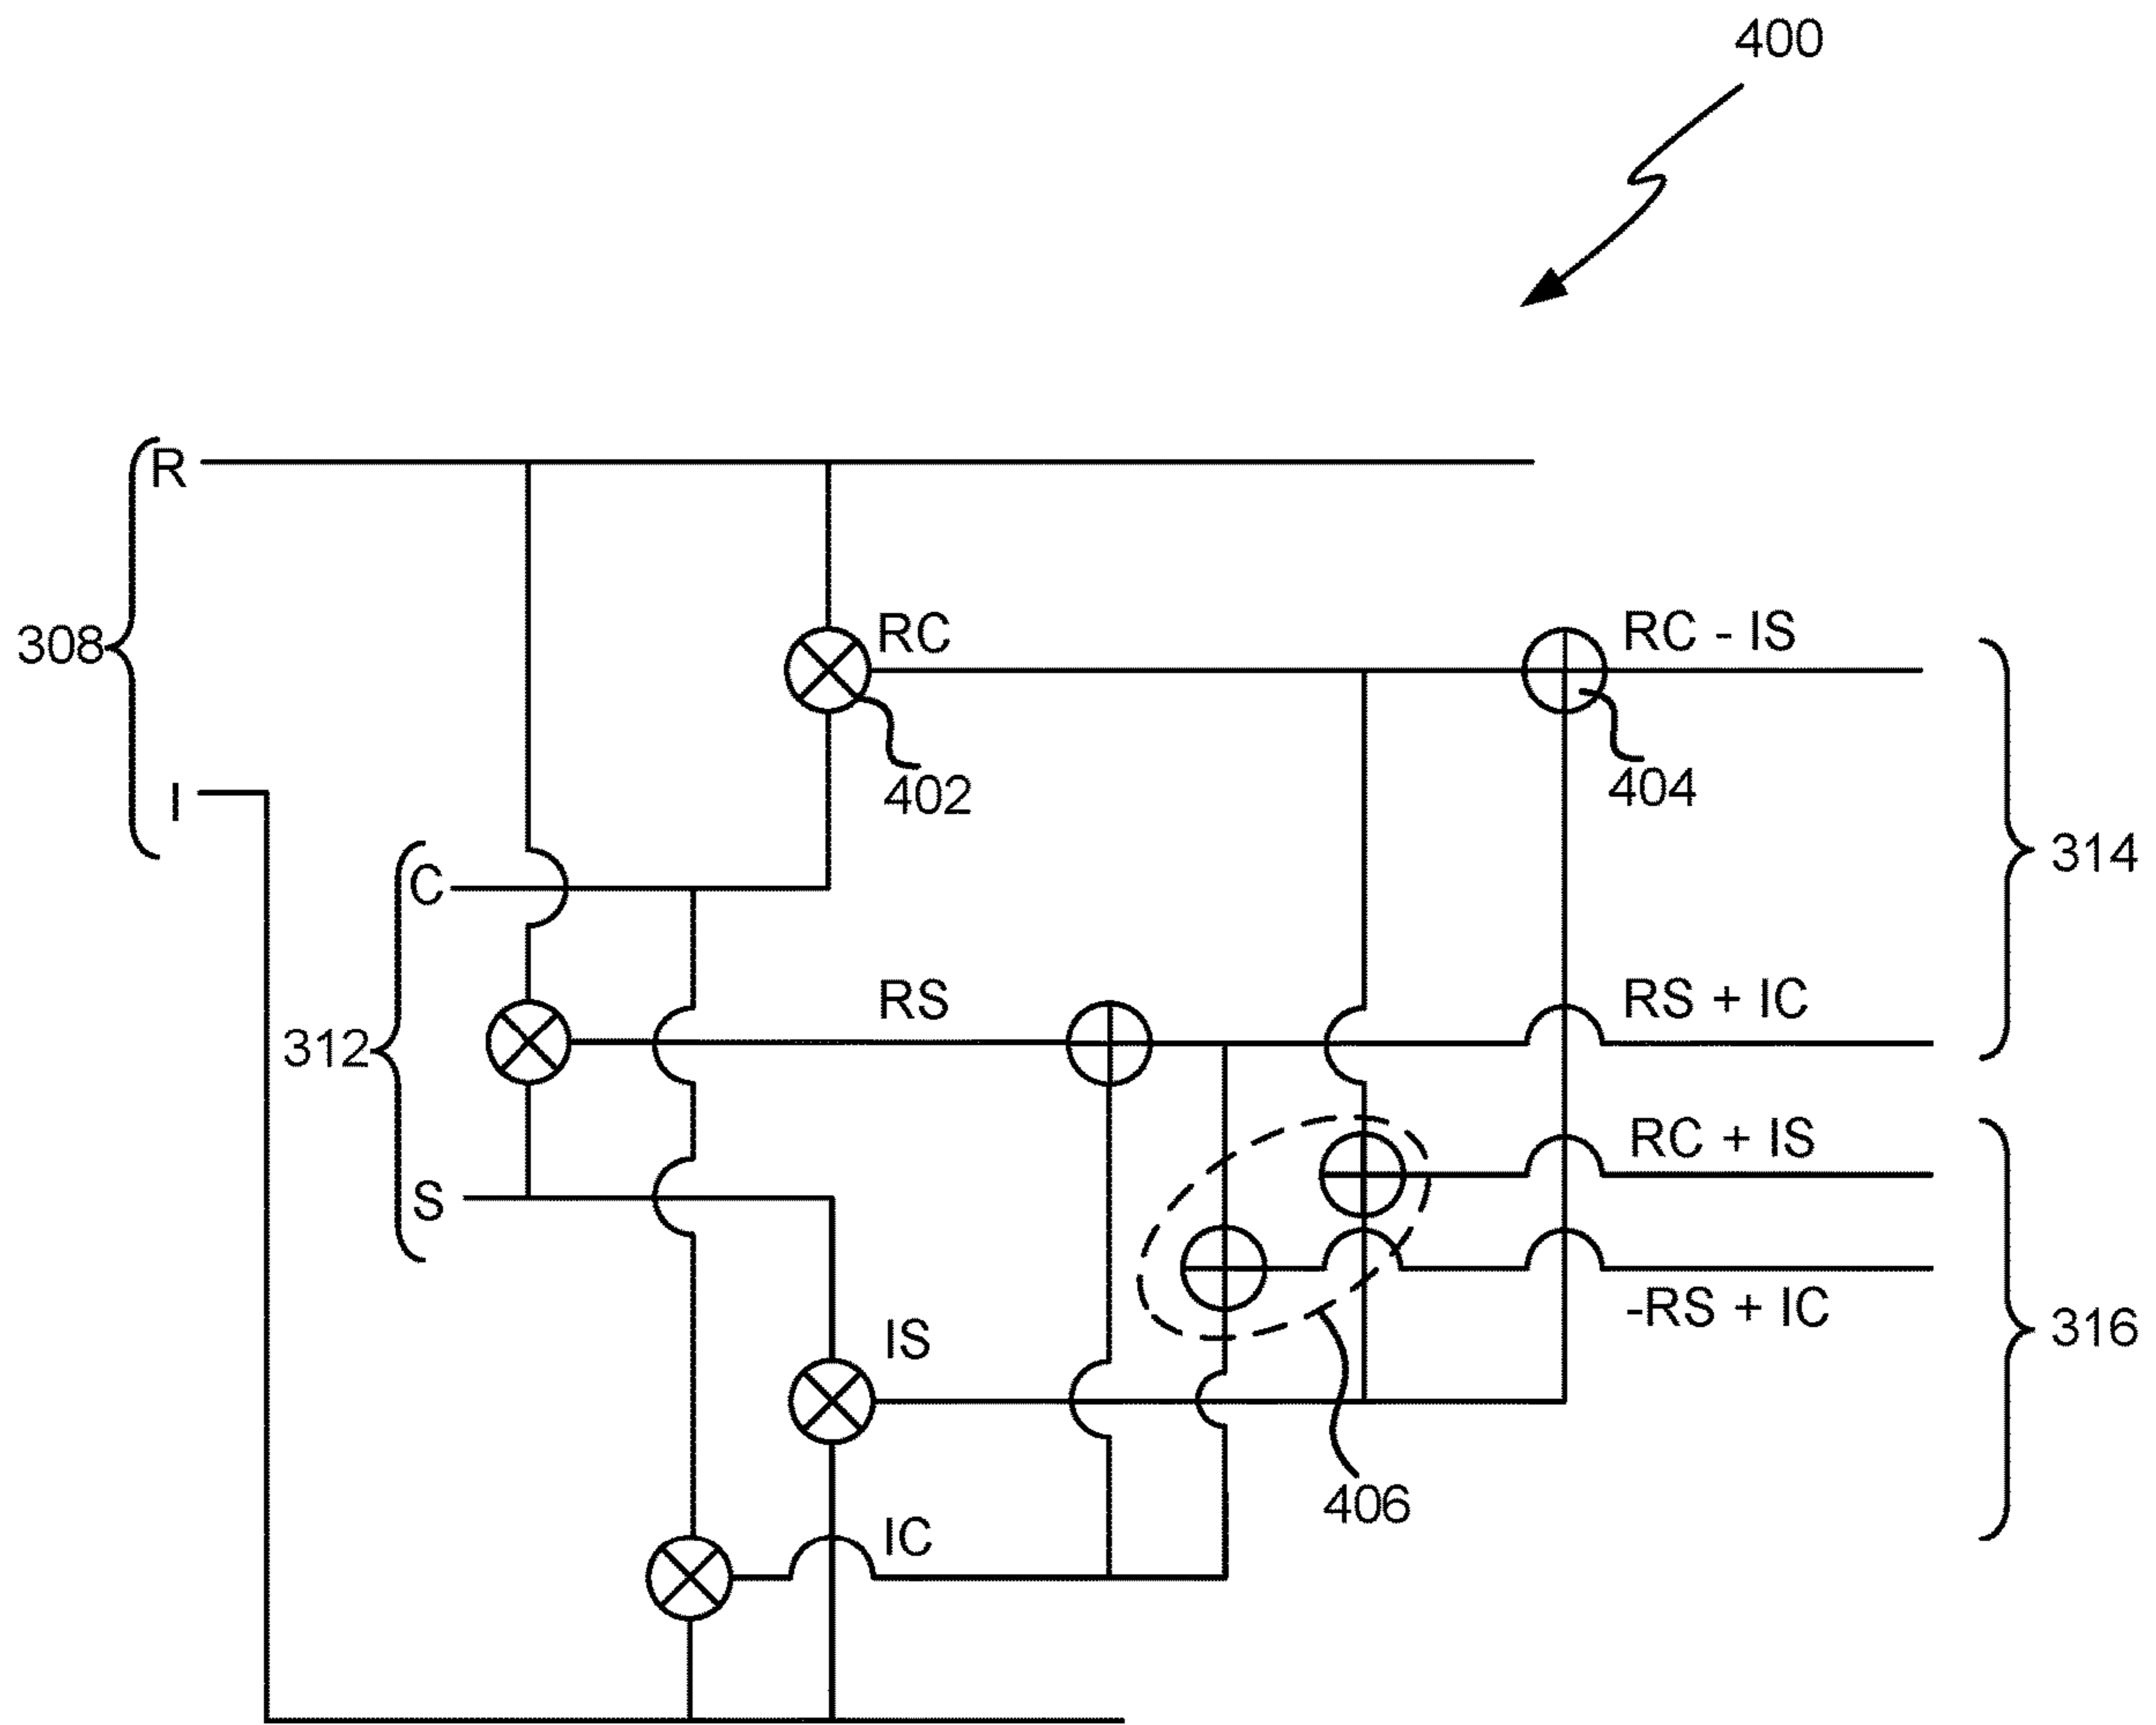 400
R
308
RC
RC - IS
402
404
I
C
314
RS
RS + IC
312
RC + IS
S
-RS + IC
316
IS
406
IC